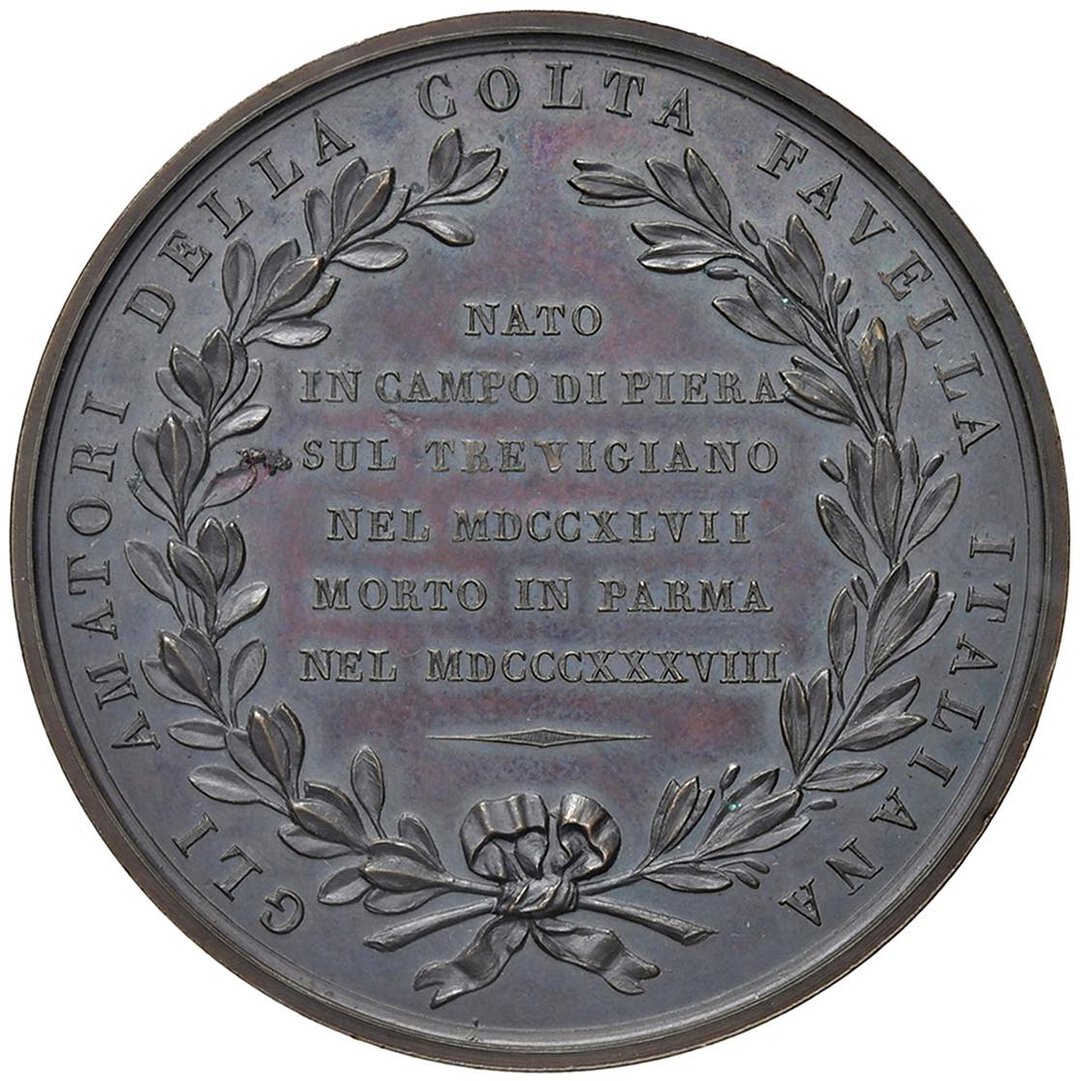 GLI AMATORI DELLA COLTA FAVELLA ITALIANA
NATO
IN CAMPO DI PIERA
SUL TREVIGIANO
NEL MDCCXLVII
MORTO IN PARMA
NEL MDCCCXXXVIII